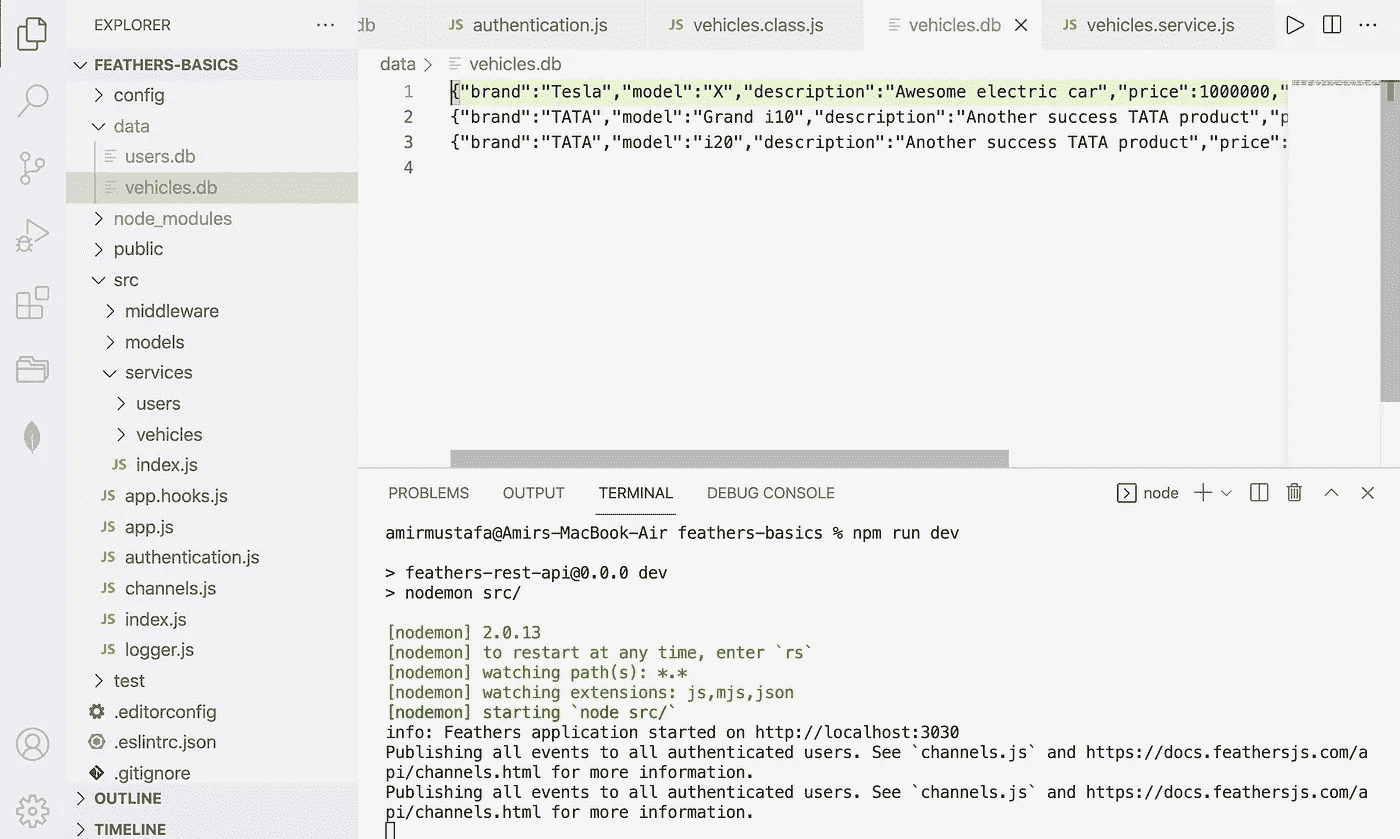 EXPLORER
FEATHERS-BASICS
config
data
users.db
vehicles.db
node_modules
public
src
middleware
models
services
users
vehicles
JS index.js
JS app.hooks.js
JS app.js
JS authentication.js
JS channels.js
JS index.js
JS logger.js
test
.editorconfig
.eslintrc.json
.gitignore
OUTLINE
TIMELINE
db JS authentication.js JS vehicles.class.js vehicles.db JS vehicles.service.js
data > vehicles.db
1 {"brand":"Tesla","model":"X","description":"Awesome electric car","price":1000000,"
2 {"brand":"TATA","model":"Grand i10","description":"Another success TATA product","p
3 {"brand":"TATA","model":"i20","description":"Another success TATA product","price":
4
PROBLEMS OUTPUT TERMINAL DEBUG CONSOLE node
amirmustafa@Amirs-MacBook-Air feathers-basics % npm run dev
> feathers-rest-api@0.0.0 dev
> nodemon src/
[nodemon] 2.0.13
[nodemon] to restart at any time, enter `rs`
[nodemon] watching path(s): *.*
[nodemon] watching extensions: js,mjs,json
[nodemon] starting `node src/`
info: Feathers application started on http://localhost:3030
Publishing all events to all authenticated users. See `channels.js` and https://docs.feathersjs.com/a
pi/channels.html for more information.
Publishing all events to all authenticated users. See `channels.js` and https://docs.feathersjs.com/a
pi/channels.html for more information.